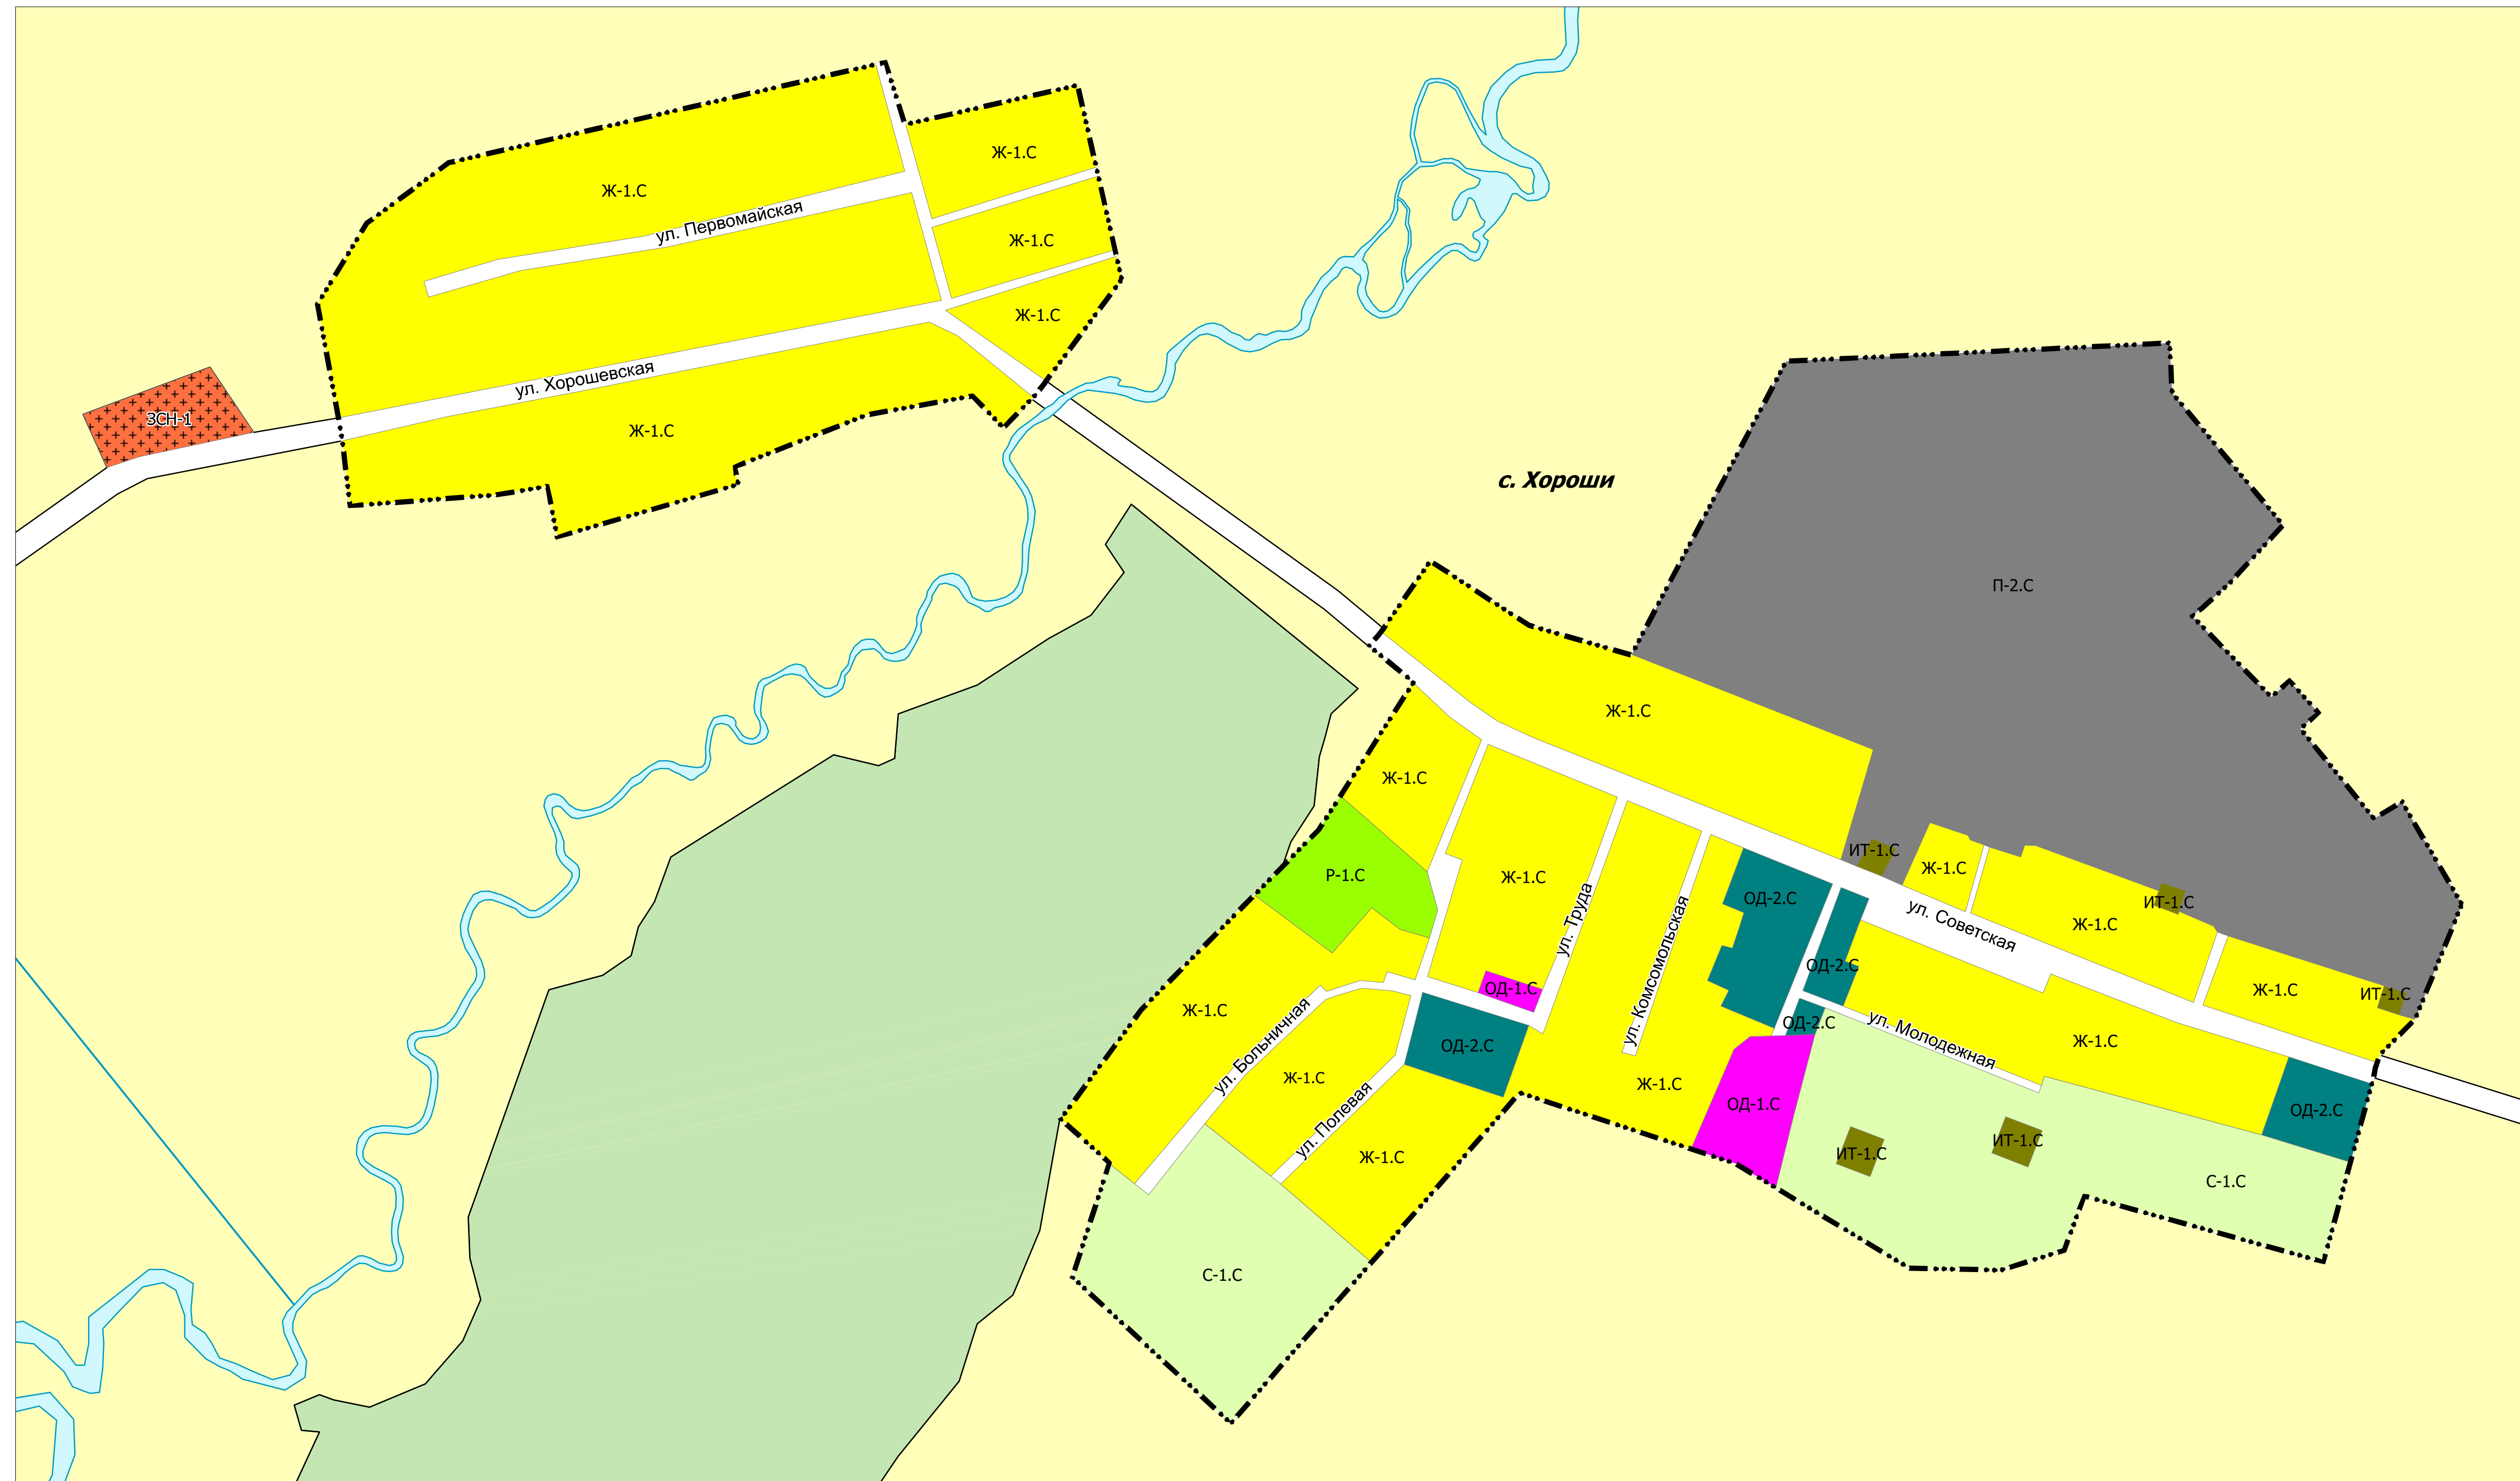 Ж-1.С
Ж-1.С
ул. Первомайская
Ж-1.С
Ж-1.С
ул. Хорошевская
ЗСН-1
Ж-1.С
с. Хороши
П-2.С
Ж-1.С
Ж-1.С
ИТ-1.С
Ж-1.С
Р-1.С
Ж-1.С
ОД-2.С
ИТ-1.С
ул. Труда
ул. Советская
Ж-1.С
ул. Комсомольская
ОД-2.С
ОД-1.С
Ж-1.С
ИТ-1.С
Ж-1.С
ОД-2.С
ул. Молодежная
Ж-1.С
ул. Больничная
ОД-2.С
Ж-1.С
Ж-1.С
ОД-1.С
ОД-2.С
ул. Полевая
Ж-1.С
ИТ-1.С
ИТ-1.С
С-1.С
С-1.С